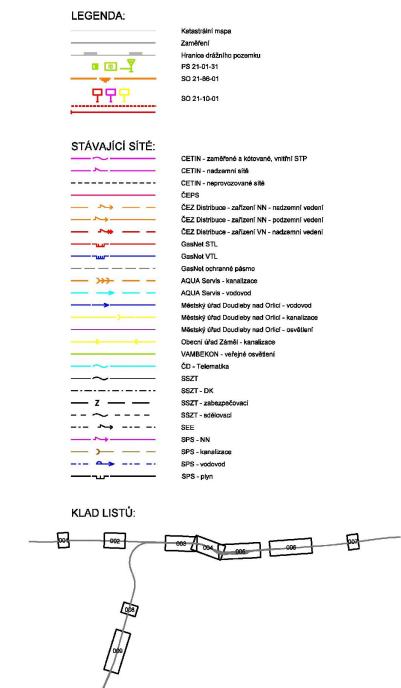 LEGENDA:
Katastrální mapa
Zaměření
Hranice drážního pozemku
PS 21-01-31
SO 21-86-01
SO 21-10-01
STÁVAJÍCÍ SÍTĚ:
CETIN - zaměřené a kótované, vnitřní STP
CETIN - nadzemní sítě
CETIN - neprovozované sítě
ČEPS
ČEZ Distribuce - zařízení NN - nadzemní vedení
ČEZ Distribuce - zařízení NN - podzemní vedení
ČEZ Distribuce - zařízení VN - nadzemní vedení
GasNet STL
GasNet VTL
GasNet ochranné pásmo
AQUA Servis - kanalizace
AQUA Servis - vodovod
Městský úřad Doudleby nad Orlicí - vodovod
Městský úřad Doudleby nad Orlicí - kanalizace
Městský úřad Doudleby nad Orlicí - osvětlení
Obecní úřad Záměl - kanalizace
VAMBEKON - veřejné osvětlení
ČD - Telematika
SSZT
SSZT - DK
Z SSZT - zabezpečovací
SSZT - sdělovací
SEE
SPS - NN
SPS - kanalizace
SPS - vodovod
SPS - plyn
KLAD LISTŮ:
001 002 003 004 005 006 007
008
009